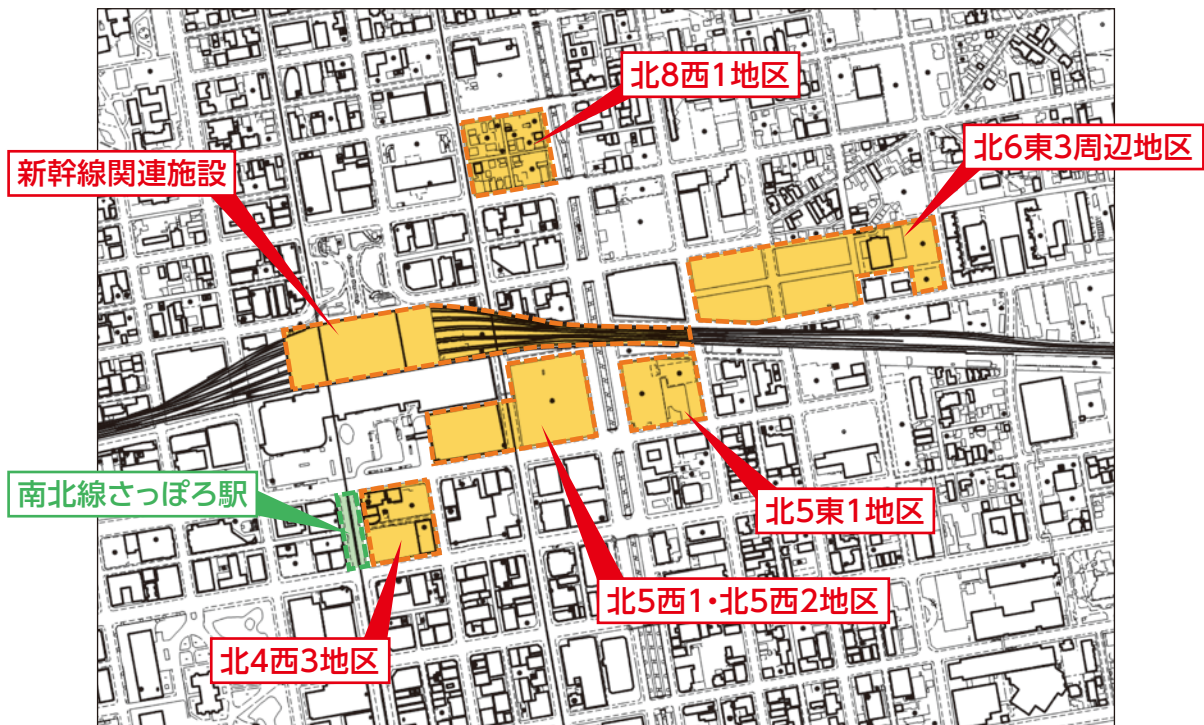 北8西1地区
北6東3周辺地区
新幹線関連施設
南北線さっぽろ駅
北5東1地区
北5西1・北5西2地区
北4西3地区